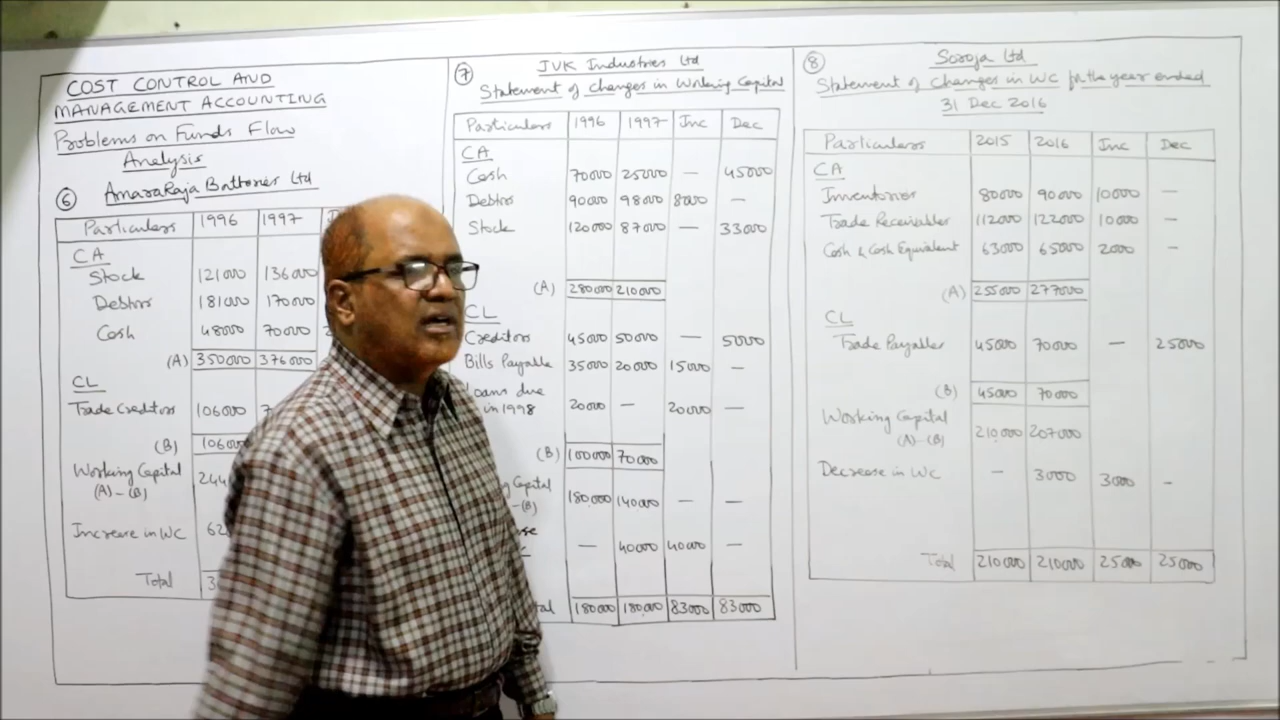 COST CONTROL AND
MANAGEMENT ACCOUNTING
Problems on Funds Flow
Analysis
⑥ AmaraRaja Batteries Ltd
Particulars 1996 1997
CA
Stock 121000 136000
Debtors 181000 170000
Cash 48000 70000
(A) 350000 376000
CL
Trade Creditors 106000
(B) 106000
Working Capital
(A)-(B)
Increase in WC
Total
⑦ JVK Industries Ltd
Statement of changes in Working Capital
Particulars 1996 1997 Inc Dec
CA
Cash 70000 25000 — 45000
Debtors 90000 98000 8000 —
Stock 120000 87000 — 33000
(A) 280000 210000
CL
Creditors 45000 50000 — 5000
Bills Payable 35000 20000 15000 —
Loans due
in 1998 20000 — 20000 —
(B) 100000 70000
180000 140000 — —
-(B)
— 40000 40000 —
180000 180000 83000 83000
⑧ Saroja Ltd
Statement of changes in WC for the year ended
31 Dec 2016
Particulars 2015 2016 Inc Dec
CA
Inventories 80000 90000 10000 —
Trade Receivables 112000 122000 10000 —
Cash & Cash Equivalent 63000 65000 2000 —
(A) 255000 277000
CL
Trade Payables 45000 70000 — 25000
(B) 45000 70000
Working Capital
(A)-(B) 210000 207000
Decrease in WC — 3000 3000 -
Total 210000 210000 25000 25000